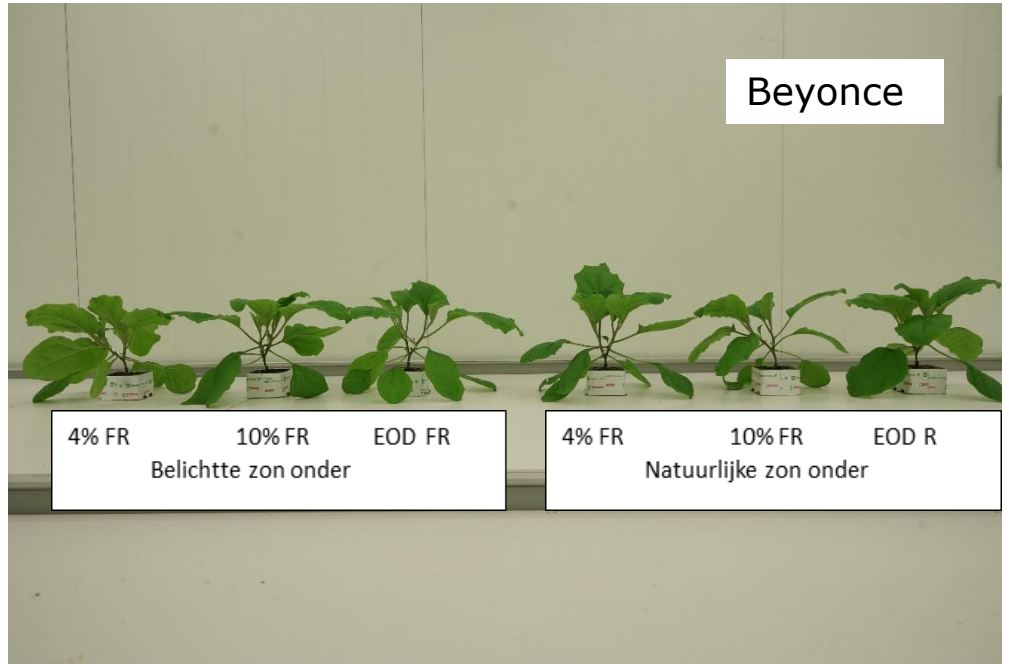 Beyonce
4% FR 10% FR EOD FR
Belichtte zon onder
4% FR 10% FR EOD R
Natuurlijke zon onder